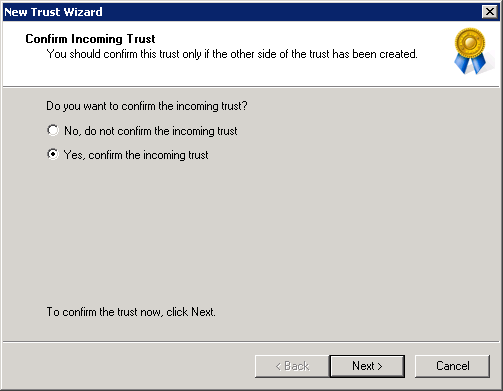 New Trust Wizard
Confirm Incoming Trust
You should confirm this trust only if the other side of the trust has been created.
Do you want to confirm the incoming trust?
No, do not confirm the incoming trust
Yes, confirm the incoming trust
To confirm the trust now, click Next.
< Back Next > Cancel